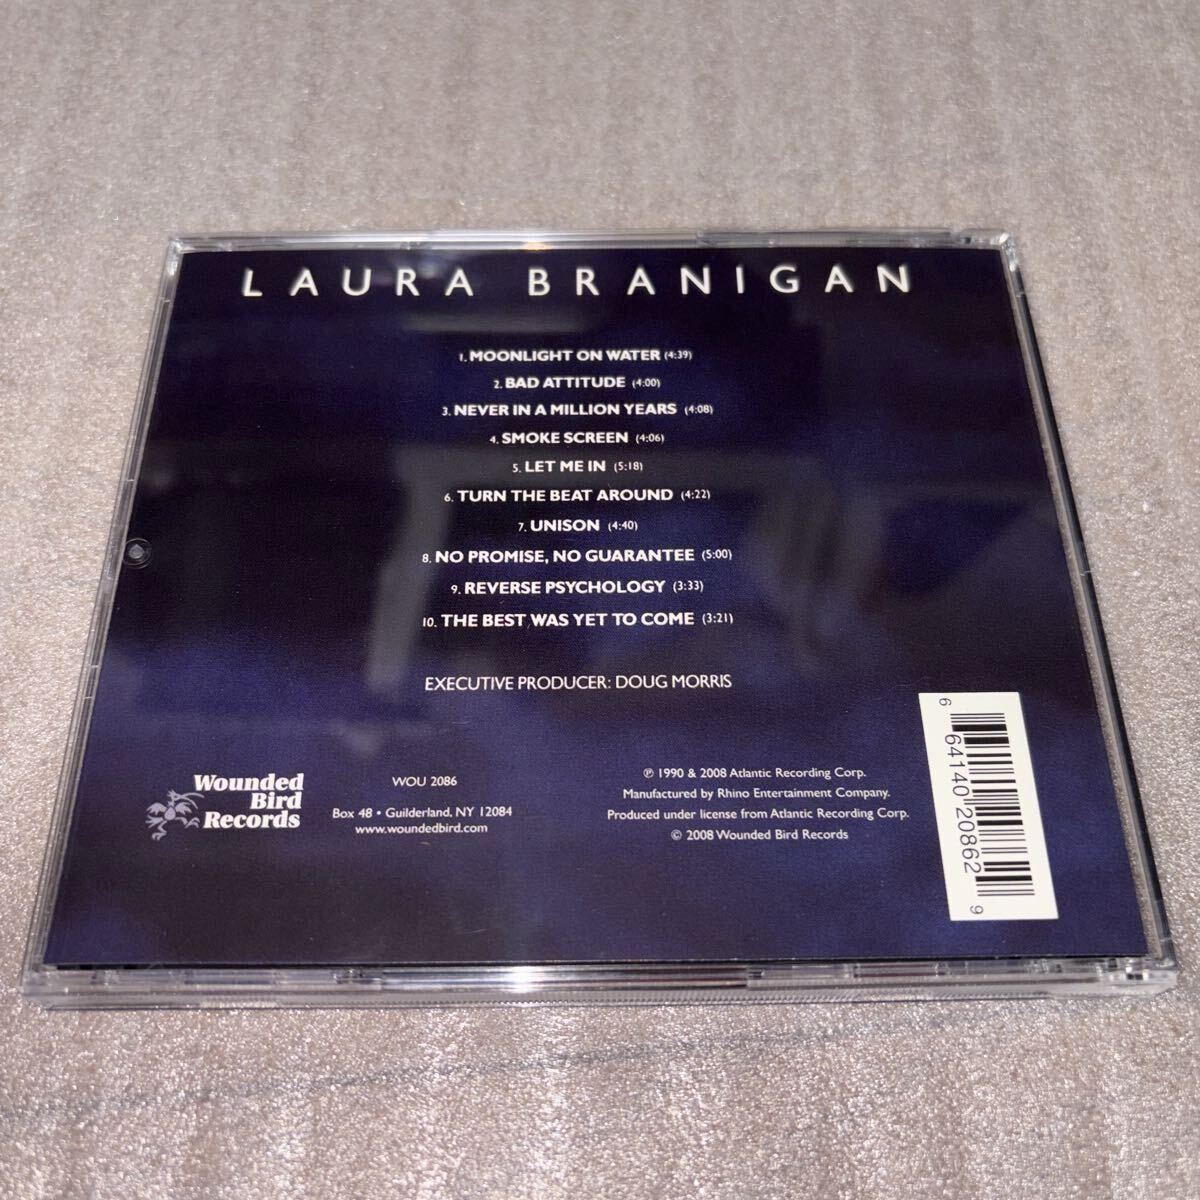 LAURA BRANIGAN
1. MOONLIGHT ON WATER (4:39)
2. BAD ATTITUDE (4:00)
3. NEVER IN A MILLION YEARS (4:08)
4. SMOKE SCREEN (4:06)
5. LET ME IN (5:18)
6. TURN THE BEAT AROUND (4:22)
7. UNISON (4:40)
8. NO PROMISE, NO GUARANTEE (5:00)
9. REVERSE PSYCHOLOGY (3:33)
10. THE BEST WAS YET TO COME (3:21)
EXECUTIVE PRODUCER: DOUG MORRIS
Wounded
Bird
Records
WOU 2086
Box 48 • Guilderland, NY 12084
www.woundedbird.com
℗ 1990 & 2008 Atlantic Recording Corp.
Manufactured by Rhino Entertainment Company.
Produced under license from Atlantic Recording Corp.
© 2008 Wounded Bird Records
6 64140 20862 9